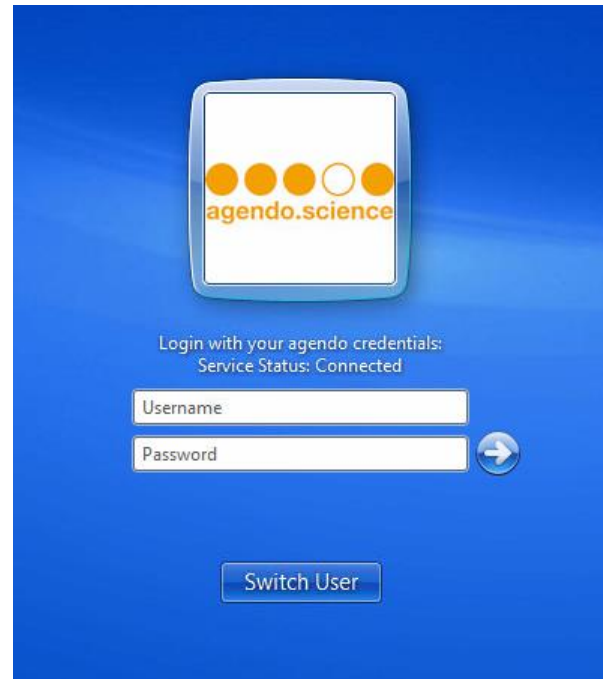 agendo.science
Login with your agendo credentials:
Service Status: Connected
Username
Password
Switch User